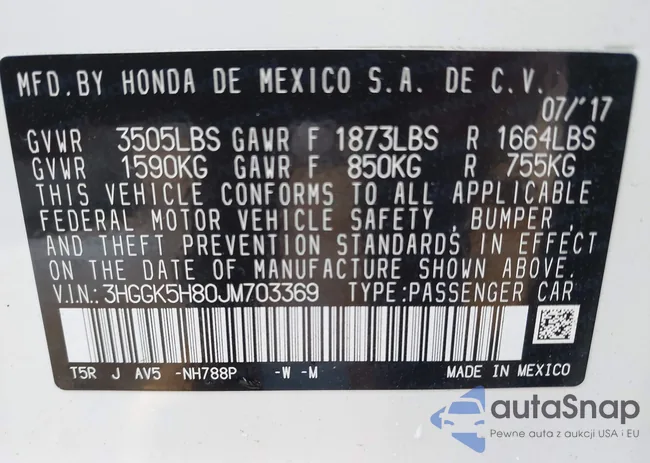 MFD.BY HONDA DE MEXICO S.A. DE C.V.
07/'17
GVWR 3505LBS GAWR F 1873LBS R 1664LBS
GVWR 1590KG GAWR F 850KG R 755KG
THIS VEHICLE CONFORMS TO ALL APPLICABLE
FEDERAL MOTOR VEHICLE SAFETY, BUMPER,
AND THEFT PREVENTION STANDARDS IN EFFECT
ON THE DATE OF MANUFACTURE SHOWN ABOVE.
V.I.N.: 3HGGK5H80JM703369 TYPE:PASSENGER CAR
T5R J AV5 -NH788P -W -M MADE IN MEXICO
autaSnap
Pewne auta z aukcji USA i EU